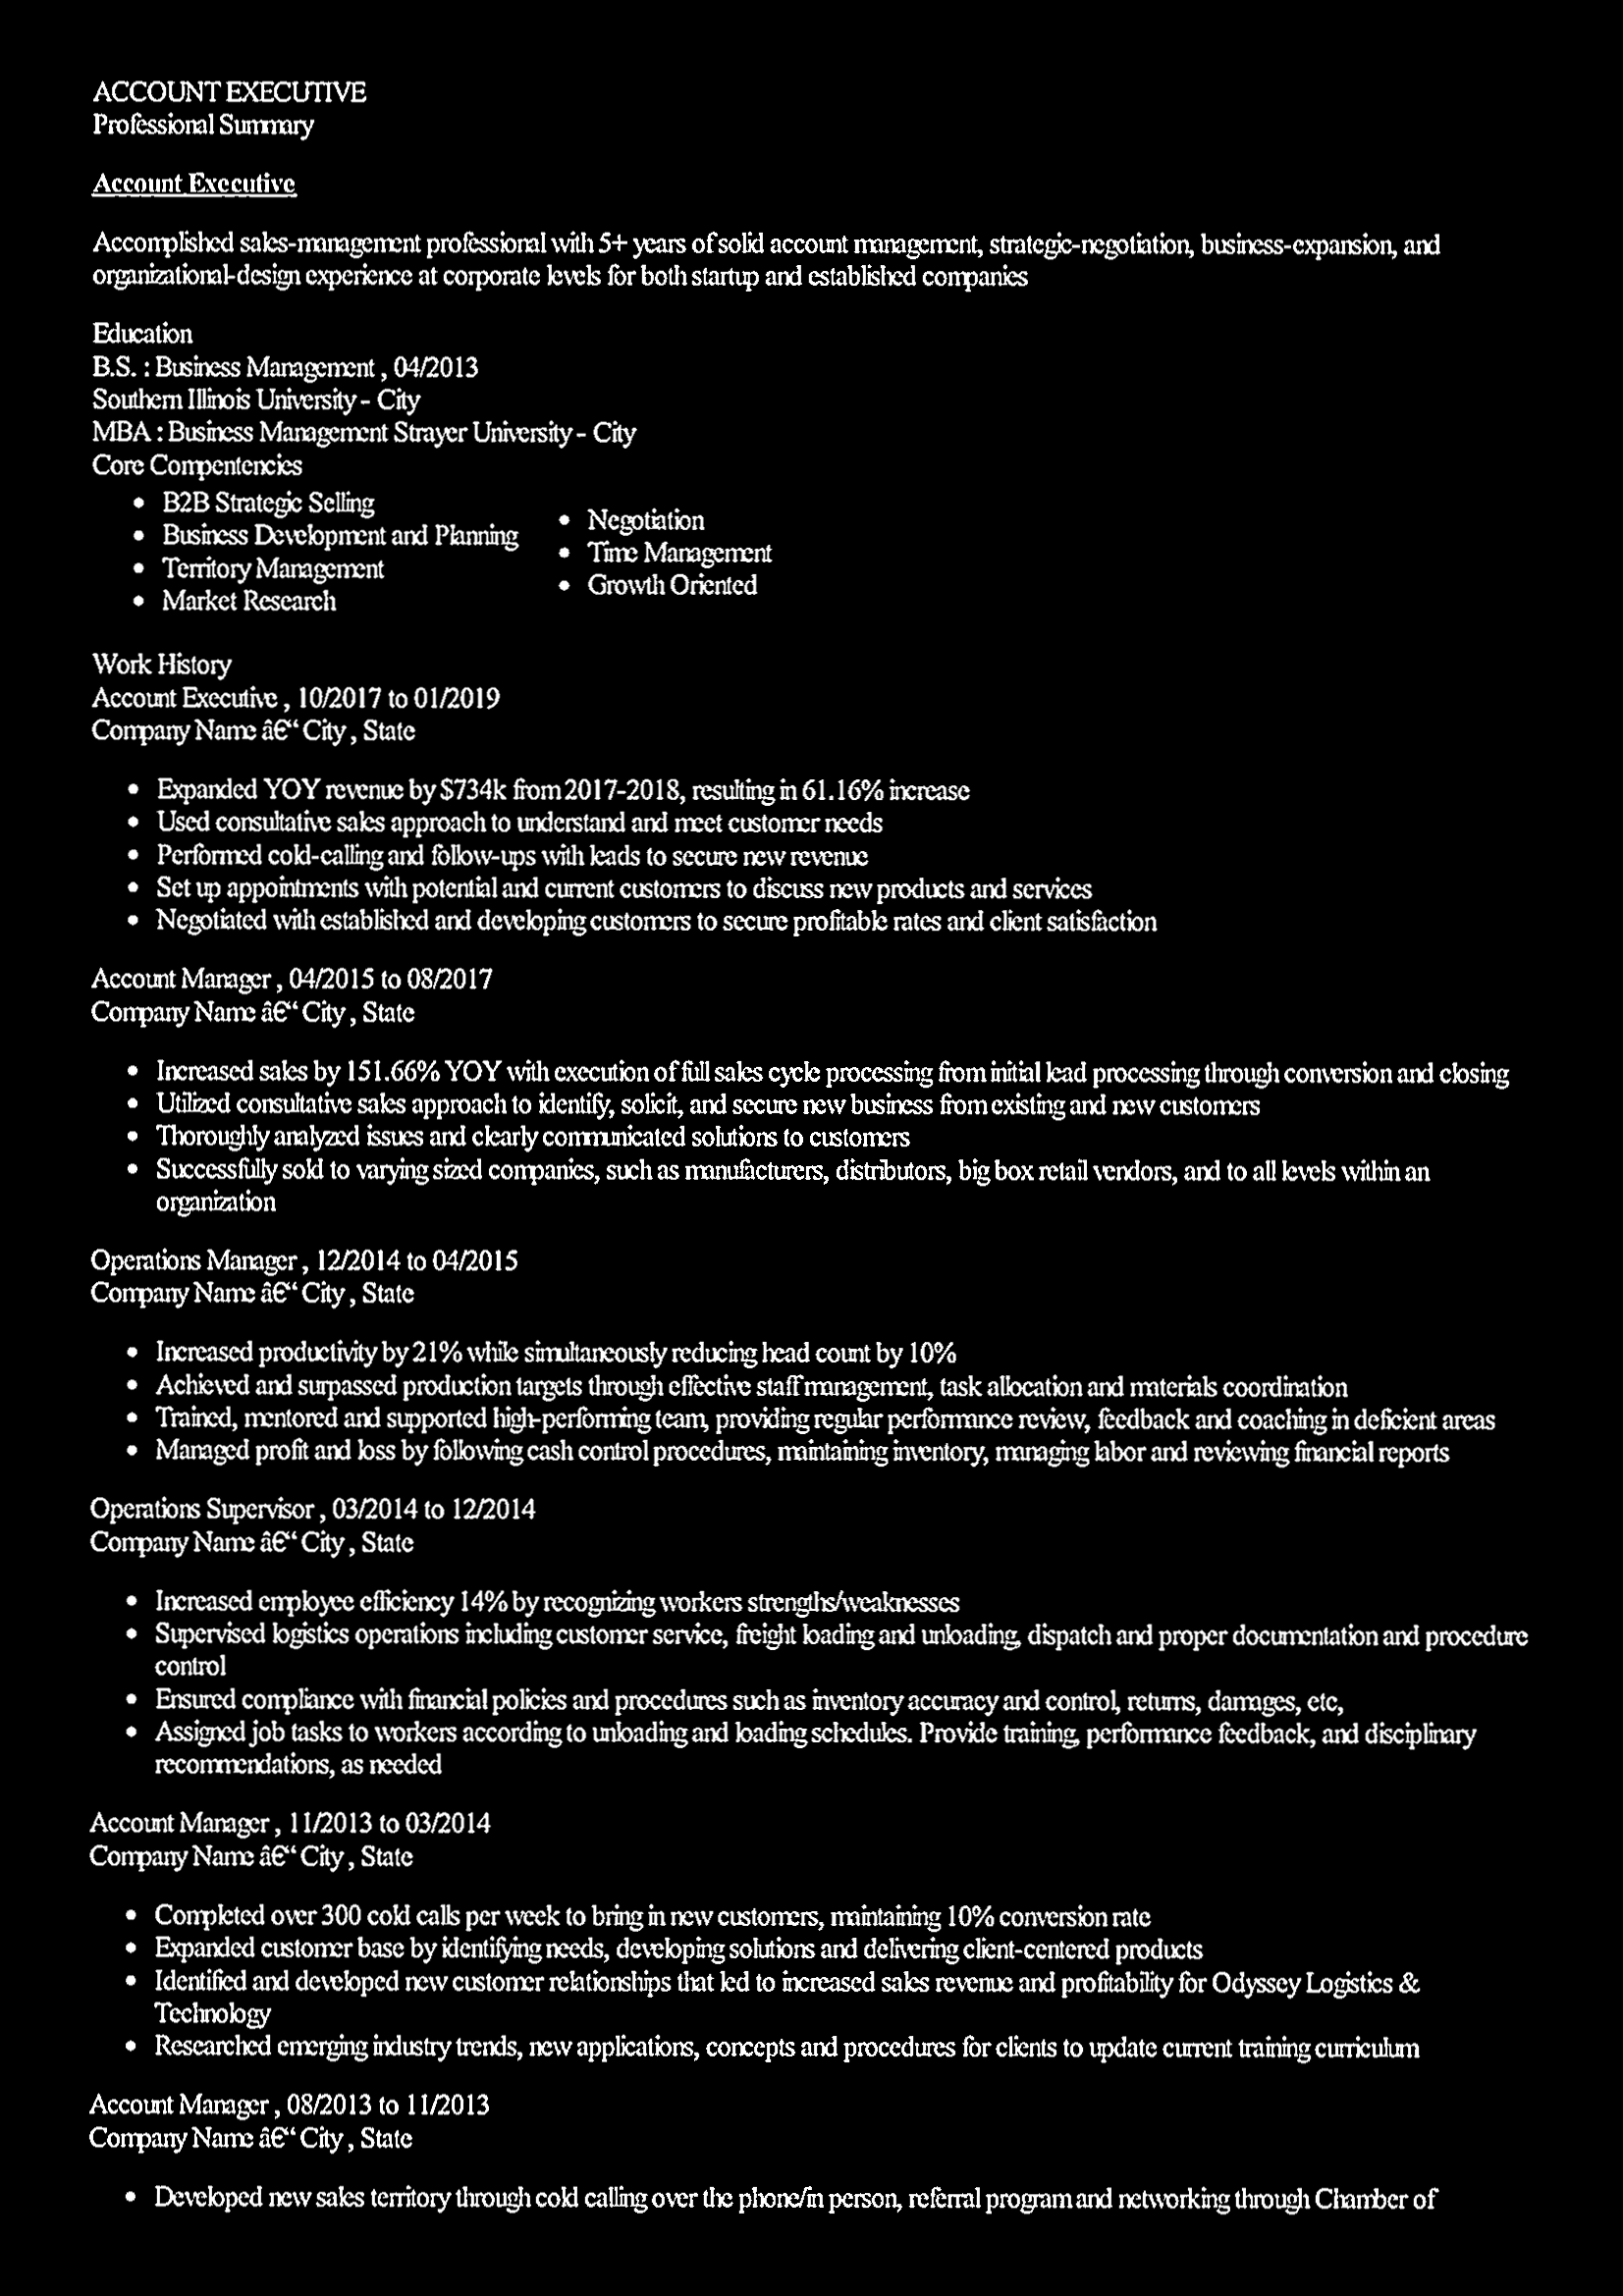 ACCOUNT EXECUTIVE
Professional Summary
Account Executive
Accomplished sales-management professional with 5+ years of solid account management, strategic-negotiation, business-expansion, and
organizational-design experience at corporate levels for both startup and established companies
Education
B.S. : Business Management , 04/2013
Southern Illinois University - City
MBA : Business Management Strayer University - City
Core Compentencies
• B2B Strategic Selling
• Business Development and Planning
• Territory Management
• Market Research
• Negotiation
• Time Management
• Growth Oriented
Work History
Account Executive , 10/2017 to 01/2019
Company Name â€“ City , State
• Expanded YOY revenue by $734k from 2017-2018, resulting in 61.16% increase
• Used consultative sales approach to understand and meet customer needs
• Performed cold-calling and follow-ups with leads to secure new revenue
• Set up appointments with potential and current customers to discuss new products and services
• Negotiated with established and developing customers to secure profitable rates and client satisfaction
Account Manager , 04/2015 to 08/2017
Company Name â€“ City , State
• Increased sales by 151.66% YOY with execution of full sales cycle processing from initial lead processing through conversion and closing
• Utilized consultative sales approach to identify, solicit, and secure new business from existing and new customers
• Thoroughly analyzed issues and clearly communicated solutions to customers
• Successfully sold to varying sized companies, such as manufacturers, distributors, big box retail vendors, and to all levels within an
organization
Operations Manager , 12/2014 to 04/2015
Company Name â€“ City , State
• Increased productivity by 21% while simultaneously reducing head count by 10%
• Achieved and surpassed production targets through effective staff management, task allocation and materials coordination
• Trained, mentored and supported high-performing team, providing regular performance review, feedback and coaching in deficient areas
• Managed profit and loss by following cash control procedures, maintaining inventory, managing labor and reviewing financial reports
Operations Supervisor , 03/2014 to 12/2014
Company Name â€“ City , State
• Increased employee efficiency 14% by recognizing workers strengths/weaknesses
• Supervised logistics operations including customer service, freight loading and unloading, dispatch and proper documentation and procedure
control
• Ensured compliance with financial policies and procedures such as inventory accuracy and control, returns, damages, etc,
• Assigned job tasks to workers according to unloading and loading schedules. Provide training, performance feedback, and disciplinary
recommendations, as needed
Account Manager , 11/2013 to 03/2014
Company Name â€“ City , State
• Completed over 300 cold calls per week to bring in new customers, maintaining 10% conversion rate
• Expanded customer base by identifying needs, developing solutions and delivering client-centered products
• Identified and developed new customer relationships that led to increased sales revenue and profitability for Odyssey Logistics &
Technology
• Researched emerging industry trends, new applications, concepts and procedures for clients to update current training curriculum
Account Manager , 08/2013 to 11/2013
Company Name â€“ City , State
• Developed new sales territory through cold calling over the phone/in person, referral program and networking through Chamber of